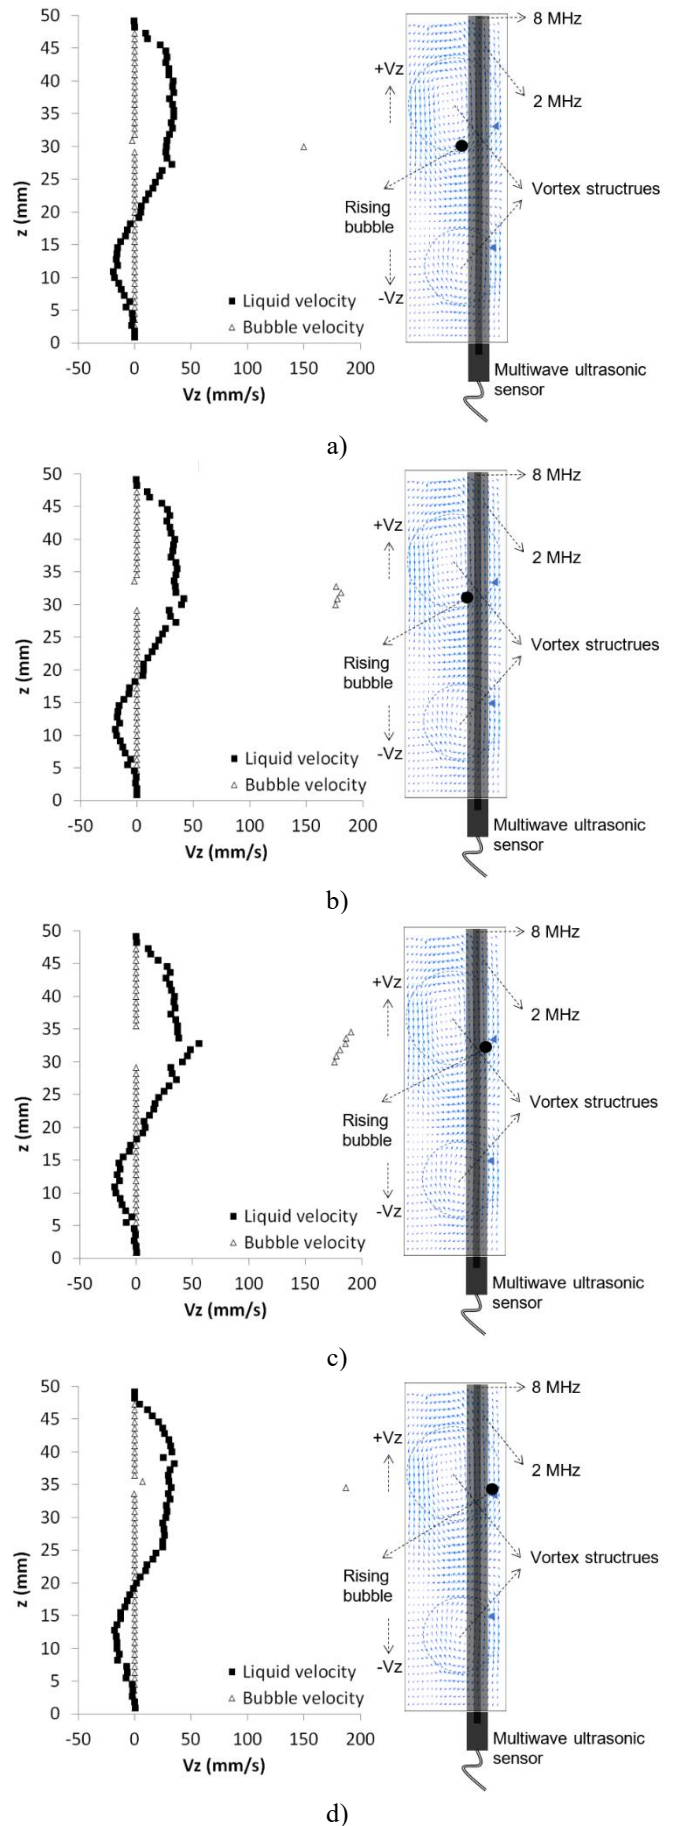 50
45
40
35
30
25
20
15
10
5
0
z (mm)
-50 0 50 100 150 200
Vz (mm/s)
■ Liquid velocity
△ Bubble velocity
8 MHz
+Vz
2 MHz
Vortex structrues
Rising
bubble
-Vz
Multiwave ultrasonic
sensor
a)
50
45
40
35
30
25
20
15
10
5
0
z (mm)
-50 0 50 100 150 200
Vz (mm/s)
■ Liquid velocity
△ Bubble velocity
8 MHz
+Vz
2 MHz
Vortex structrues
Rising
bubble
-Vz
Multiwave ultrasonic
sensor
b)
50
45
40
35
30
25
20
15
10
5
0
z (mm)
-50 0 50 100 150 200
Vz (mm/s)
■ Liquid velocity
△ Bubble velocity
8 MHz
+Vz
2 MHz
Vortex structrues
Rising
bubble
-Vz
Multiwave ultrasonic
sensor
c)
50
45
40
35
30
25
20
15
10
5
0
z (mm)
-50 0 50 100 150 200
Vz (mm/s)
■ Liquid velocity
△ Bubble velocity
8 MHz
+Vz
2 MHz
Vortex structrues
Rising
bubble
-Vz
Multiwave ultrasonic
sensor
d)